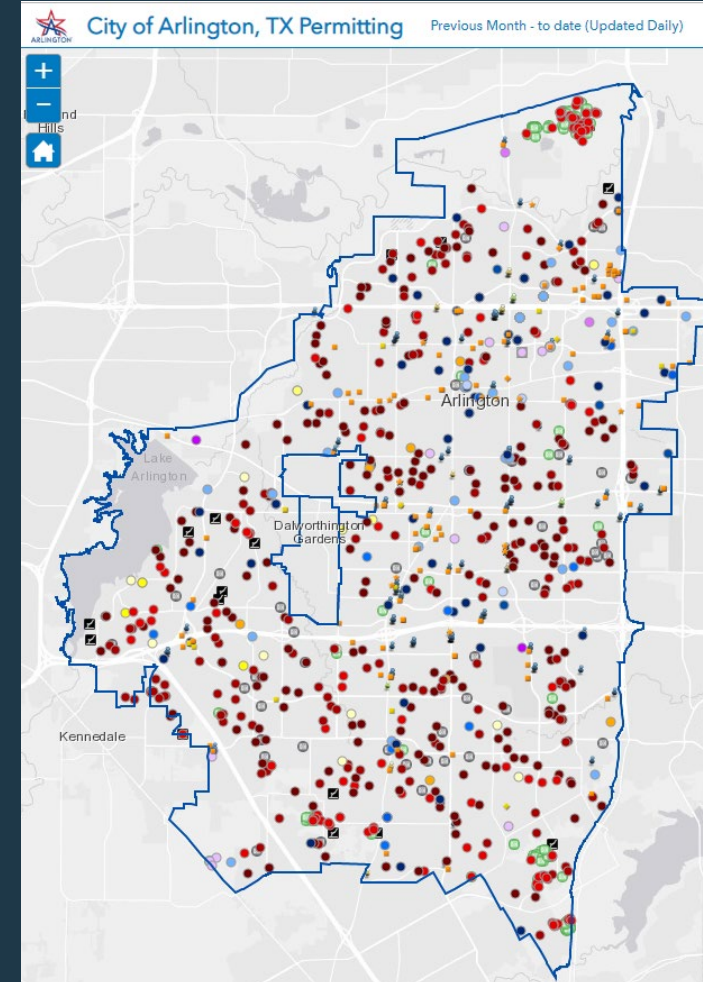 ARLINGTON
City of Arlington, TX Permitting
Previous Month - to date (Updated Daily)
+
−
Hills
Arlington
Lake
Arlington
Dalworthington
Gardens
Kennedale